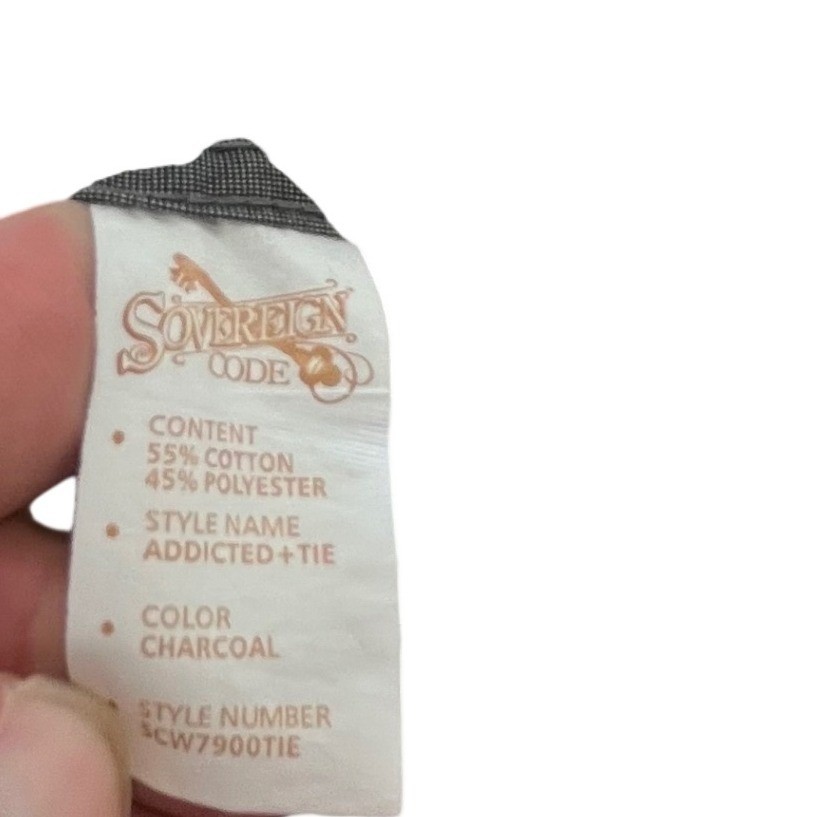 SOVEREIGN
CODE
• CONTENT
55% COTTON
45% POLYESTER
• STYLE NAME
ADDICTED+TIE
• COLOR
CHARCOAL
• STYLE NUMBER
SCW7900TIE